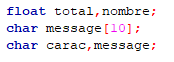 float total,nombre;
char message[10];
char carac,message;